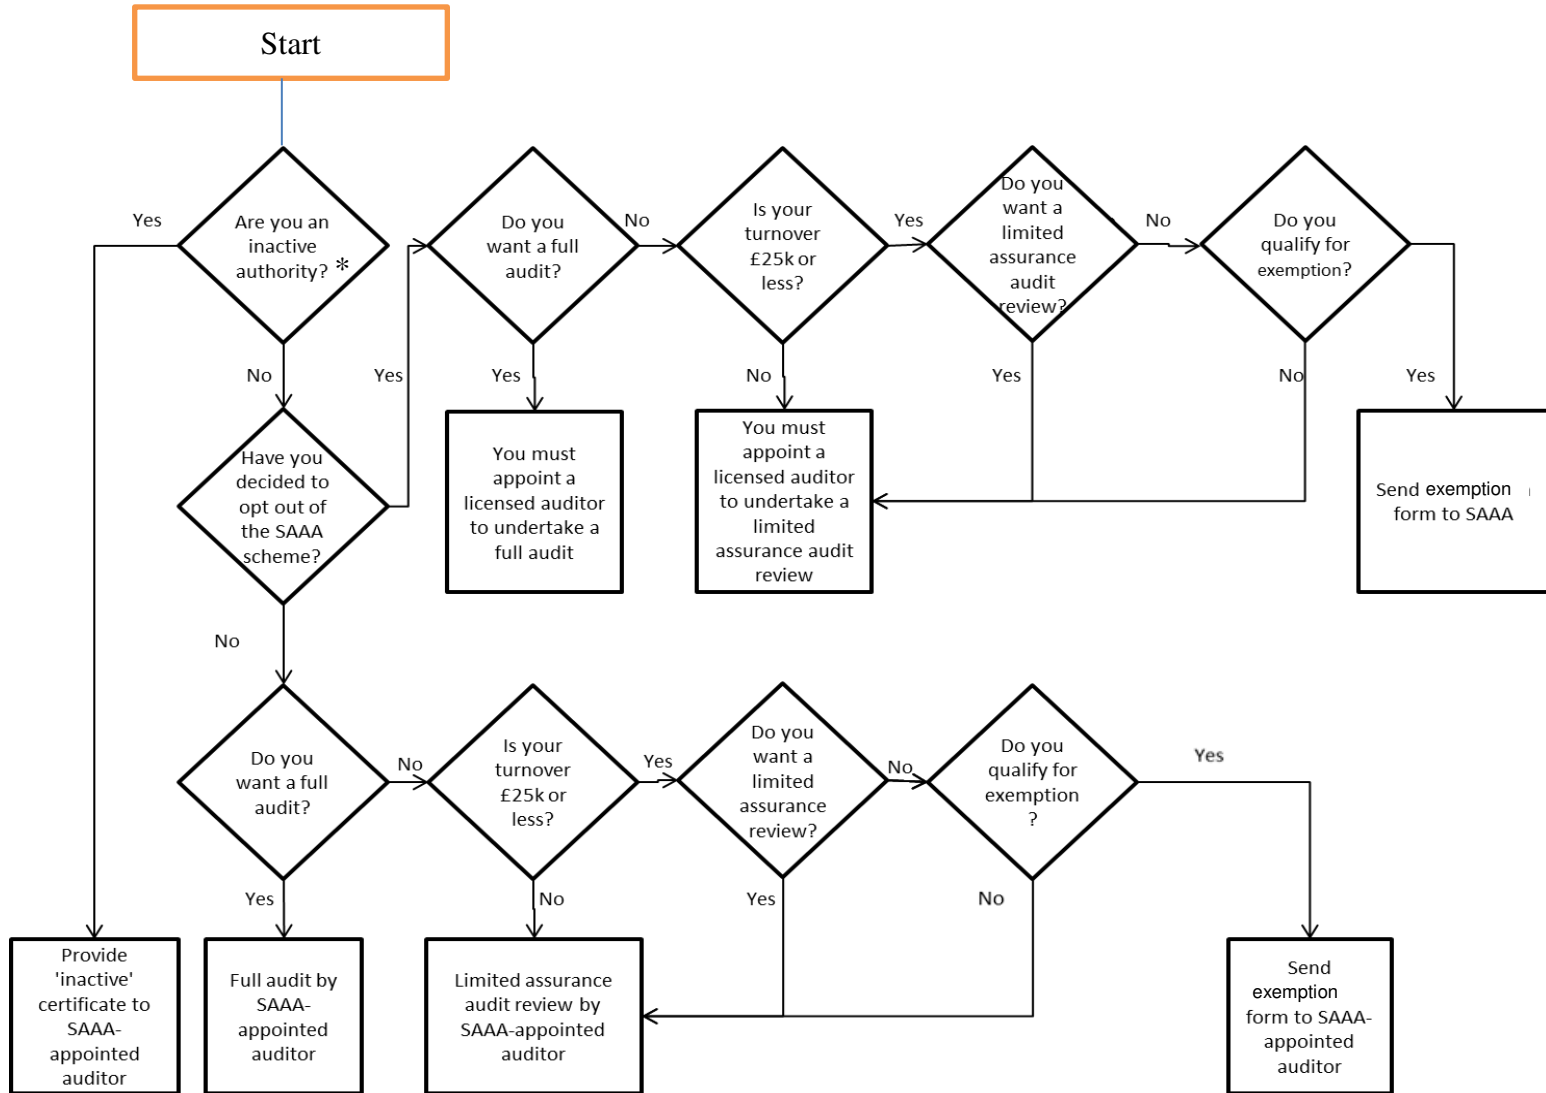 Start
Are you an
inactive
authority? *
Yes
No
Do you
want a full
audit?
No
Yes
Is your
turnover
£25k or
less?
Yes
No
Do you
want a
limited
assurance
audit
review?
No
Yes
Do you
qualify for
exemption?
No
Yes
Have you
decided to
opt out of
the SAAA
scheme?
Yes
No
You must
appoint a
licensed auditor
to undertake a
full audit
You must
appoint a
licensed auditor
to undertake a
limited
assurance audit
review
Send exemption
form to SAAA
Do you
want a full
audit?
No
Yes
Is your
turnover
£25k or
less?
Yes
No
Do you
want a
limited
assurance
review?
No
Yes
Do you
qualify for
exemption
?
Yes
No
Provide
'inactive'
certificate to
SAAA-
appointed
auditor
Full audit by
SAAA-
appointed
auditor
Limited assurance
audit review by
SAAA-appointed
auditor
Send
exemption
form to SAAA-
appointed
auditor